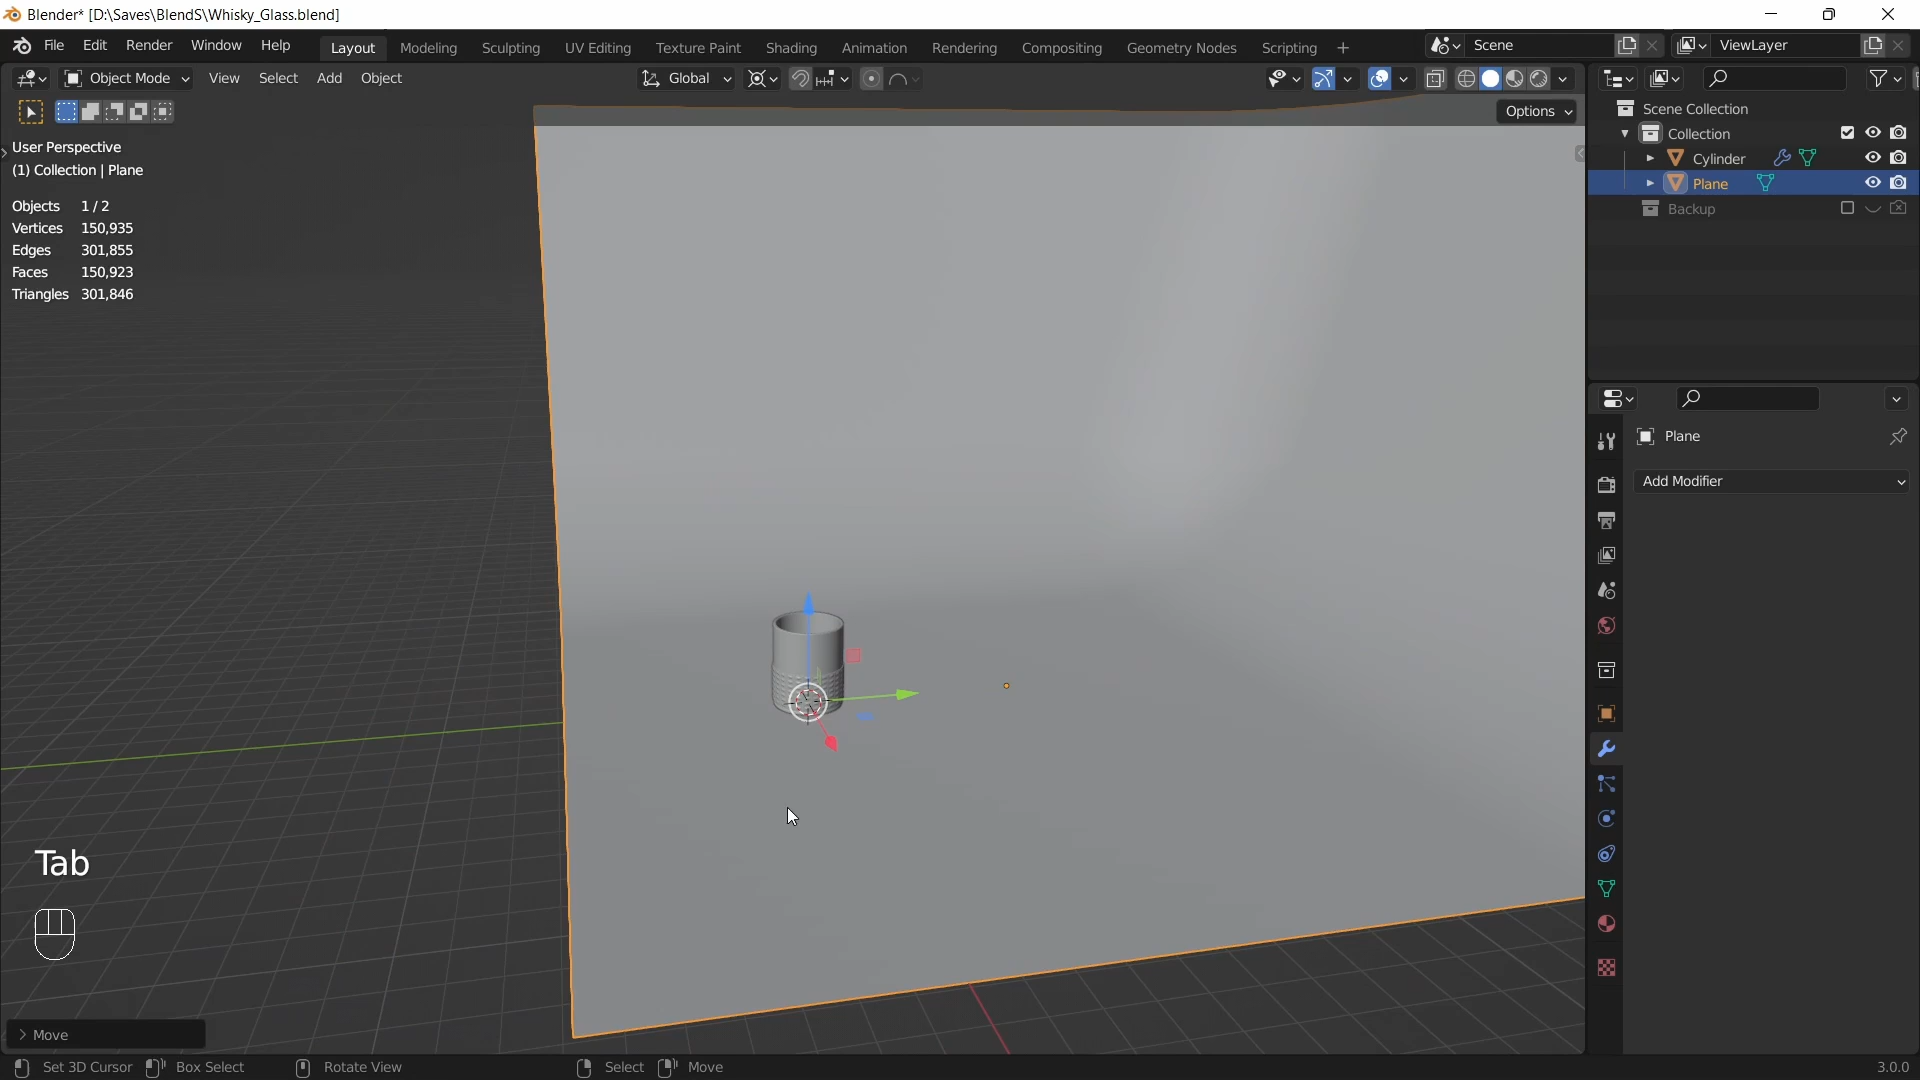 Blender* [D:\Saves\BlendS\Whisky_Glass.blend]
File Edit Render Window Help Layout Modeling Sculpting UV Editing Texture Paint Shading Animation Rendering Compositing Geometry Nodes Scripting + Scene ViewLayer
Object Mode View Select Add Object Global
Options
User Perspective
(1) Collection | Plane
Objects 1/2
Vertices 150,935
Edges 301,855
Faces 150,923
Triangles 301,846
Scene Collection
Collection
Cylinder
Plane
Backup
Plane
Add Modifier
Tab
Move
Set 3D Cursor Box Select Rotate View Select Move 3.0.0